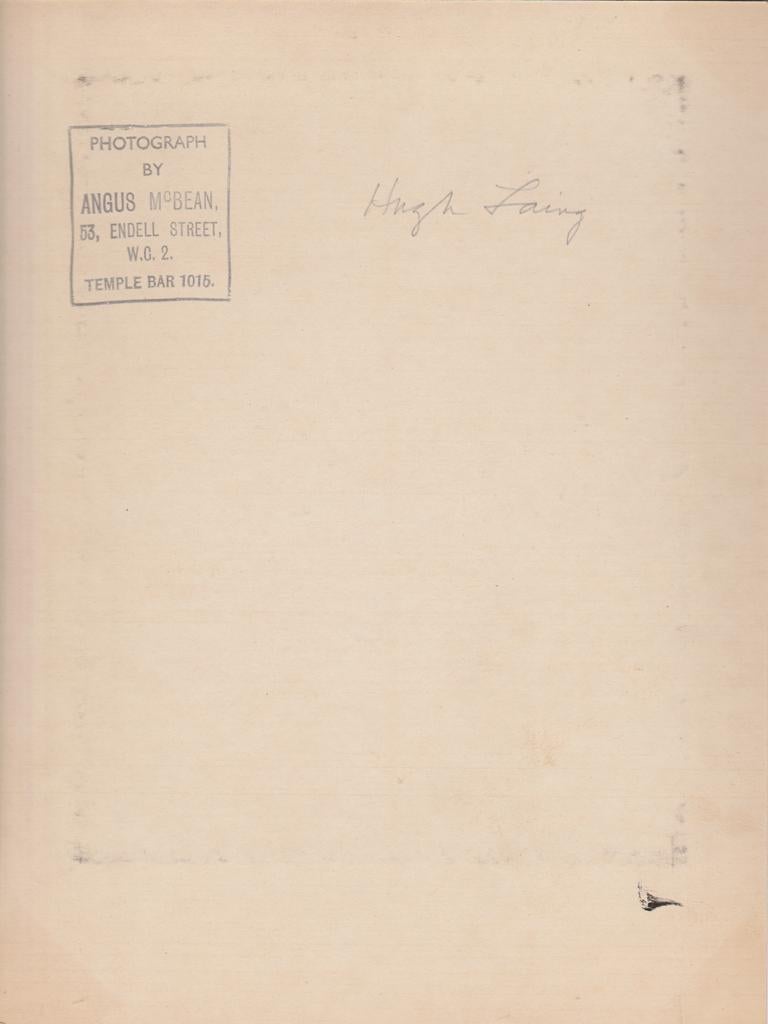 PHOTOGRAPH
BY
ANGUS McBEAN,
53, ENDELL STREET,
W.C. 2.
TEMPLE BAR 1015.
Hugh Laing